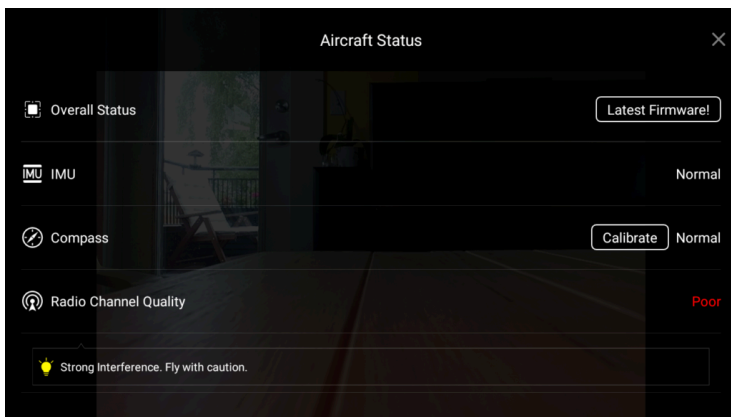 Aircraft Status
Overall Status Latest Firmware!
IMU IMU Normal
Compass Calibrate Normal
Radio Channel Quality Poor
Strong Interference. Fly with caution.